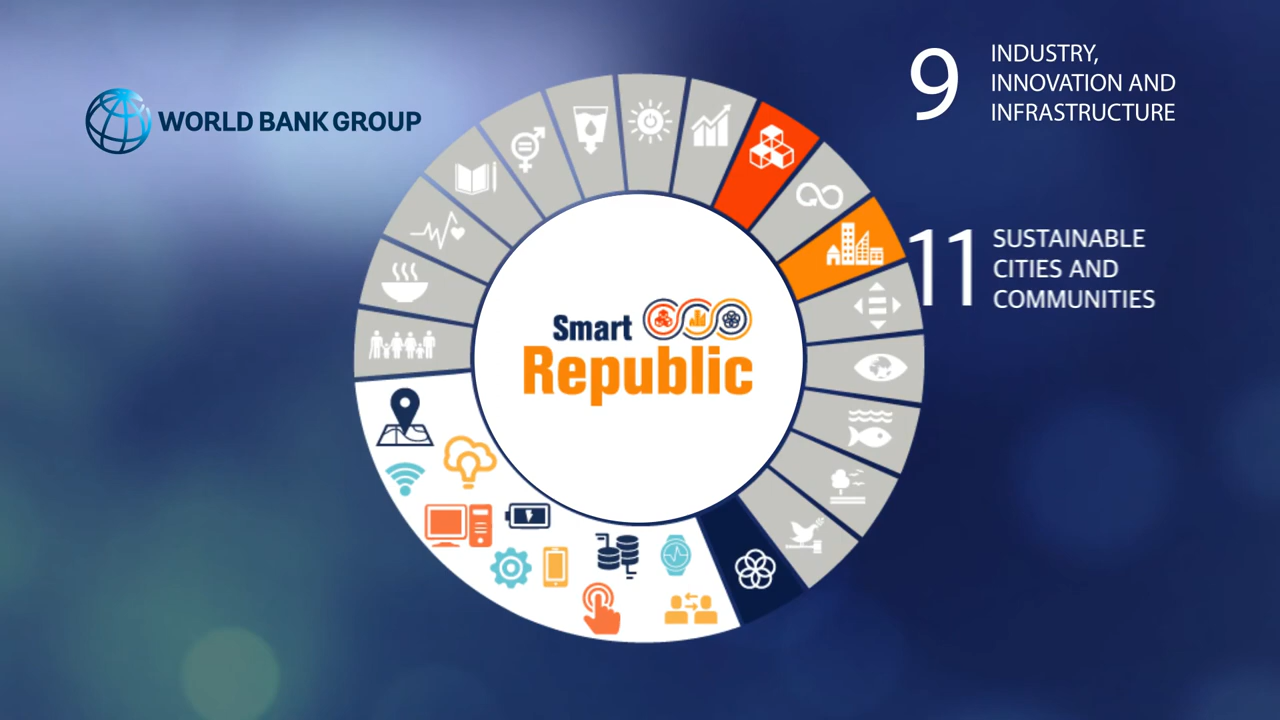 WORLD BANK GROUP
9
INDUSTRY,
INNOVATION AND
INFRASTRUCTURE
11
SUSTAINABLE
CITIES AND
COMMUNITIES
Smart
Republic